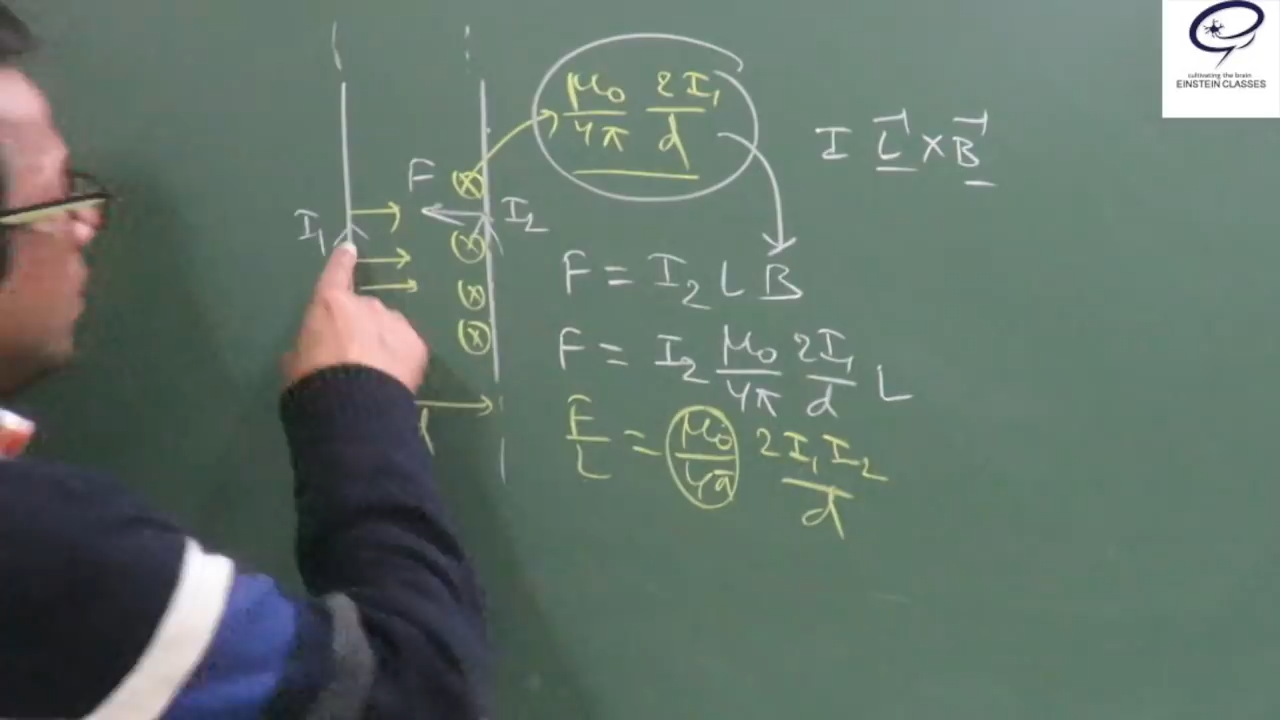 cultivating the brain
EINSTEIN CLASSES
μ₀/4π 2I₁/d
I L⃗ × B⃗
F
I₁
I₂
F = I₂ L B
F = I₂ μ₀/4π 2I₁/d L
F/L = μ₀/4π 2I₁I₂/d